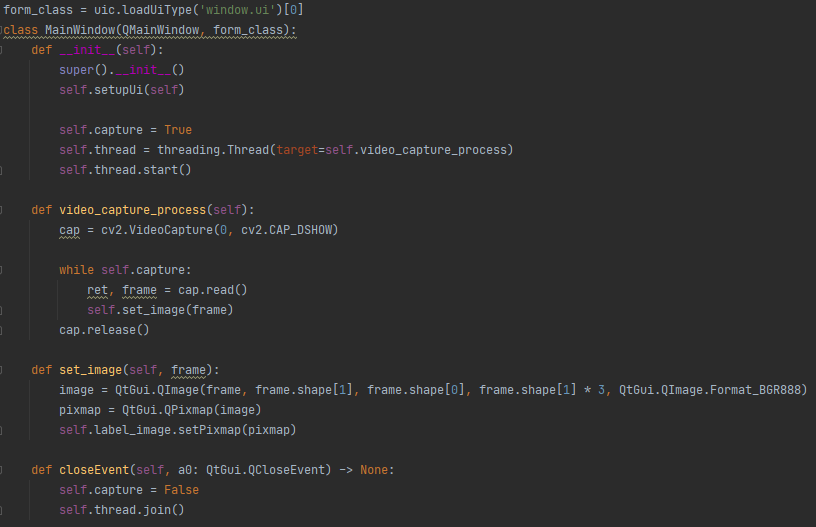 form_class = uic.loadUiType('window.ui')[0]
class MainWindow(QMainWindow, form_class):
    def __init__(self):
        super().__init__()
        self.setupUi(self)

        self.capture = True
        self.thread = threading.Thread(target=self.video_capture_process)
        self.thread.start()

    def video_capture_process(self):
        cap = cv2.VideoCapture(0, cv2.CAP_DSHOW)

        while self.capture:
            ret, frame = cap.read()
            self.set_image(frame)
        cap.release()

    def set_image(self, frame):
        image = QtGui.QImage(frame, frame.shape[1], frame.shape[0], frame.shape[1] * 3, QtGui.QImage.Format_BGR888)
        pixmap = QtGui.QPixmap(image)
        self.label_image.setPixmap(pixmap)

    def closeEvent(self, a0: QtGui.QCloseEvent) -> None:
        self.capture = False
        self.thread.join()